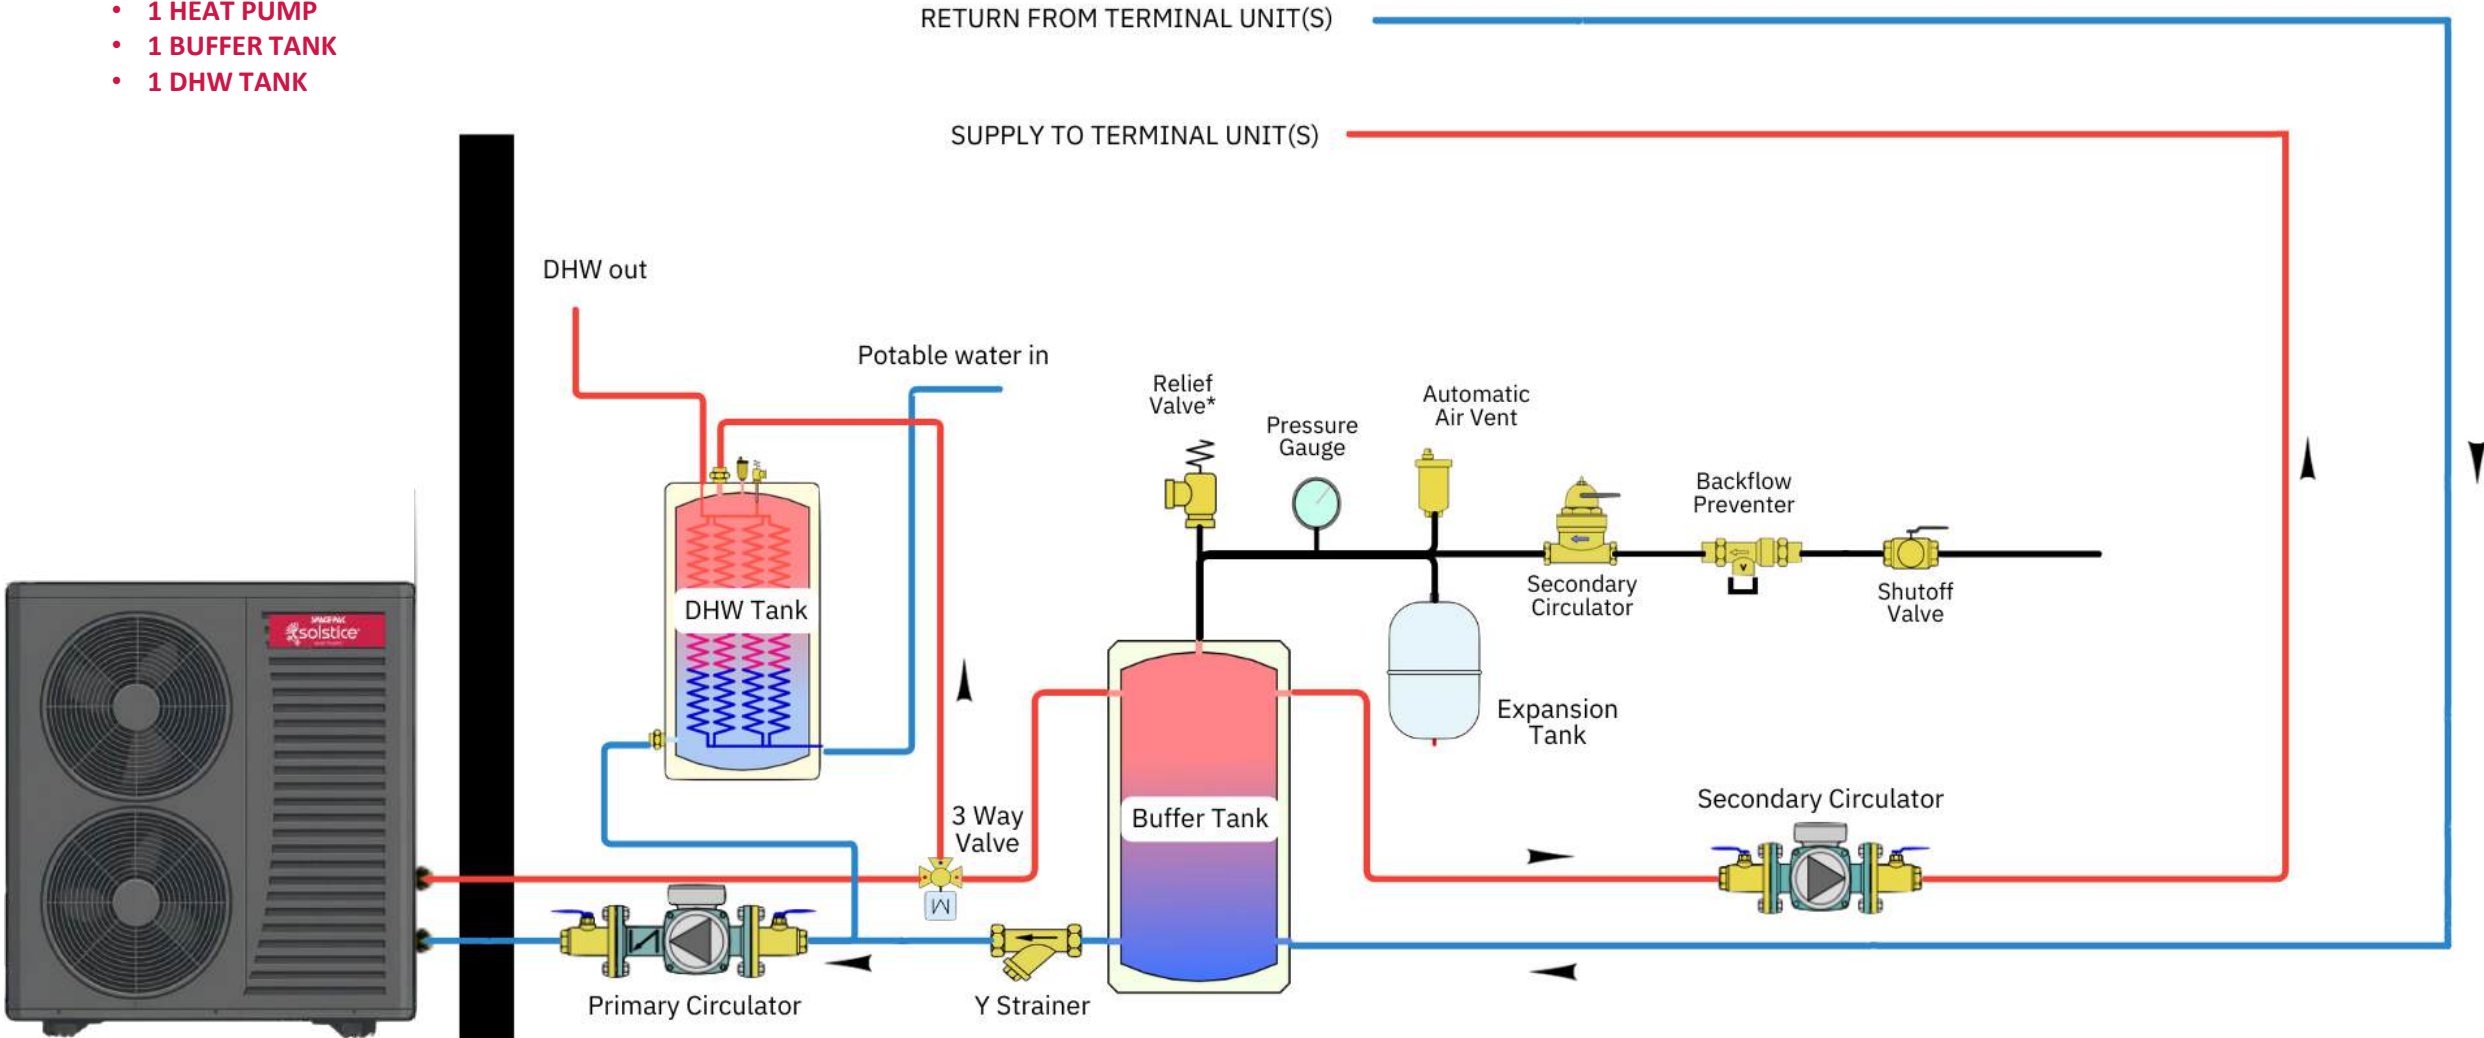 • 1 HEAT PUMP
• 1 BUFFER TANK
• 1 DHW TANK
RETURN FROM TERMINAL UNIT(S)
SUPPLY TO TERMINAL UNIT(S)
DHW out
Potable water in
Relief
Valve*
Pressure
Gauge
Automatic
Air Vent
Secondary
Circulator
Backflow
Preventer
Shutoff
Valve
DHW Tank
SPACEPAK
solstice
Expansion
Tank
3 Way
Valve
M
Buffer Tank
Secondary Circulator
Primary Circulator
Y Strainer
V